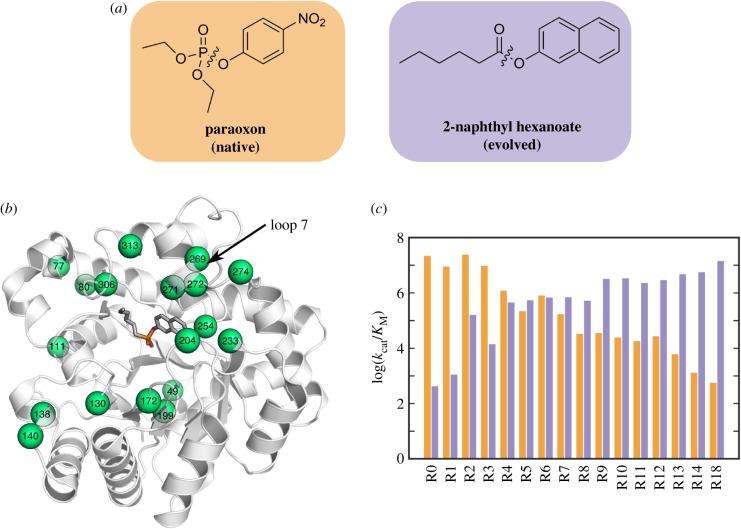 (a)
O
P
O
O
O
NO2
paraoxon
(native)
O
O
2-naphthyl hexanoate
(evolved)
(b)
loop 7
313
269
274
77
80
306
271
272
254
204
233
111
49
130
172
199
138
140
(c)
log(kcat/KM)
8
6
4
2
0
R0 R1 R2 R3 R4 R5 R6 R7 R8 R9 R10 R11 R12 R13 R14 R18